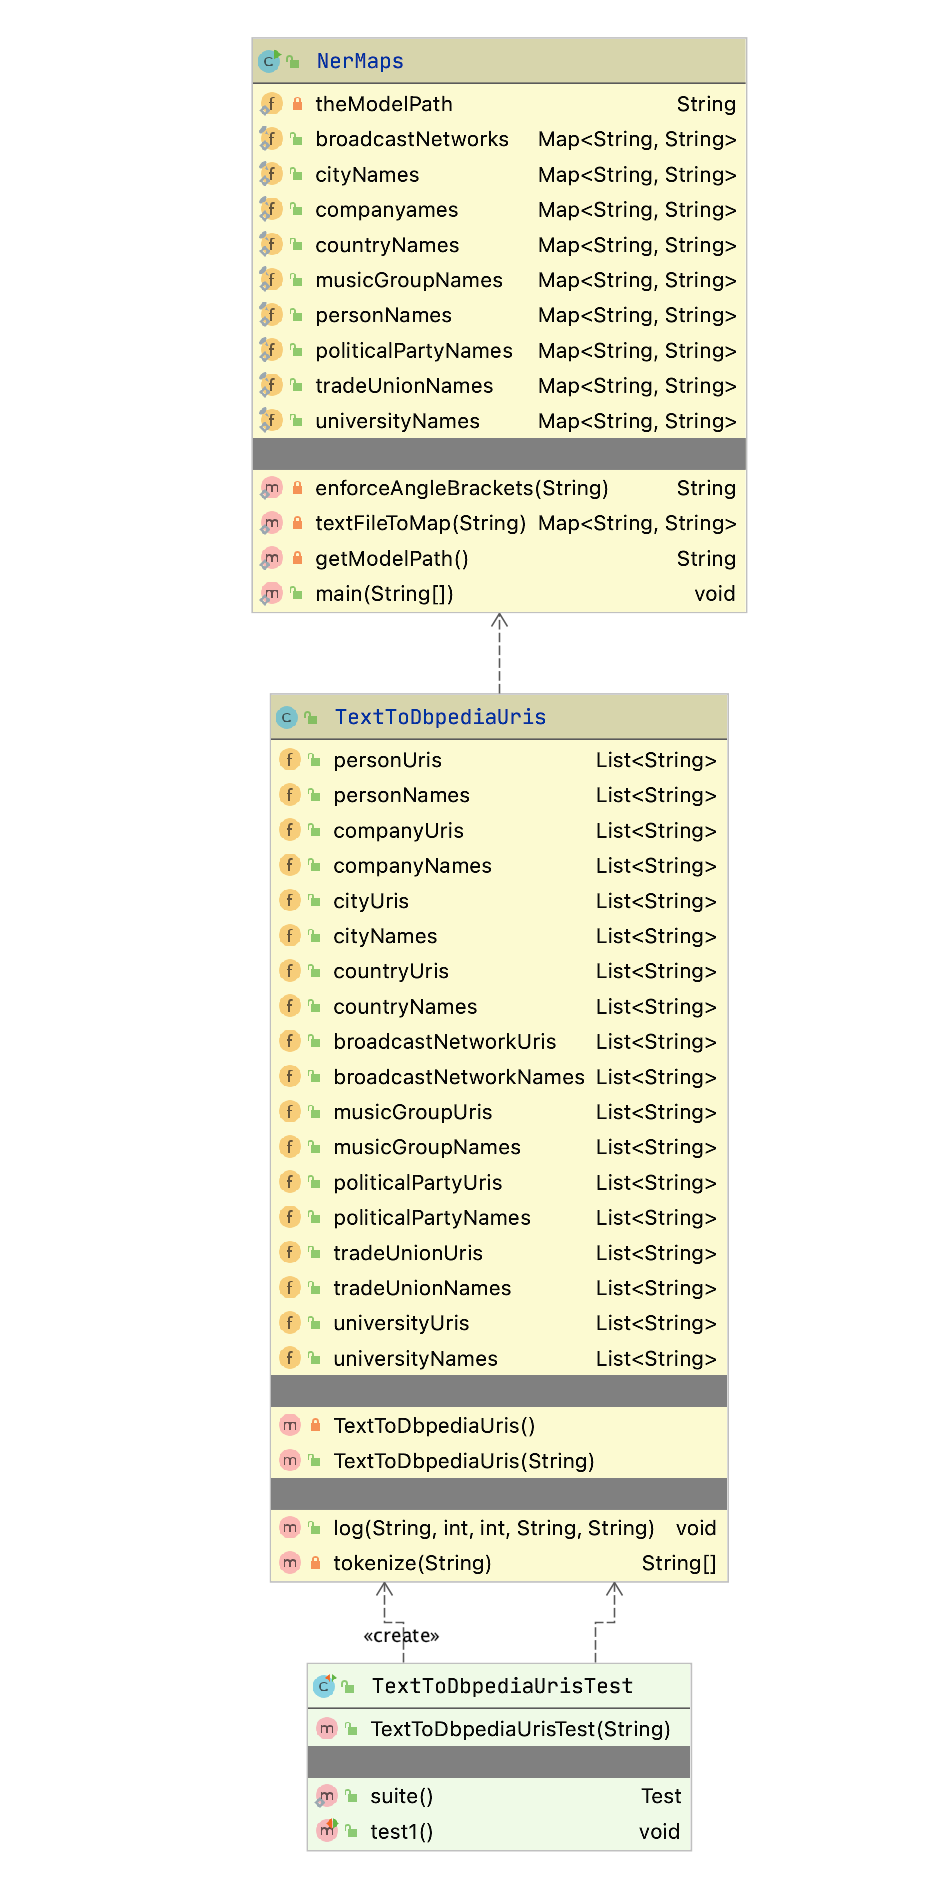 NerMaps
theModelPath String
broadcastNetworks Map<String, String>
cityNames Map<String, String>
companyames Map<String, String>
countryNames Map<String, String>
musicGroupNames Map<String, String>
personNames Map<String, String>
politicalPartyNames Map<String, String>
tradeUnionNames Map<String, String>
universityNames Map<String, String>
enforceAngleBrackets(String) String
textFileToMap(String) Map<String, String>
getModelPath() String
main(String[]) void
TextToDbpediaUris
personUris List<String>
personNames List<String>
companyUris List<String>
companyNames List<String>
cityUris List<String>
cityNames List<String>
countryUris List<String>
countryNames List<String>
broadcastNetworkUris List<String>
broadcastNetworkNames List<String>
musicGroupUris List<String>
musicGroupNames List<String>
politicalPartyUris List<String>
politicalPartyNames List<String>
tradeUnionUris List<String>
tradeUnionNames List<String>
universityUris List<String>
universityNames List<String>
TextToDbpediaUris()
TextToDbpediaUris(String)
log(String, int, int, String, String) void
tokenize(String) String[]
«create»
TextToDbpediaUrisTest
TextToDbpediaUrisTest(String)
suite() Test
test1() void